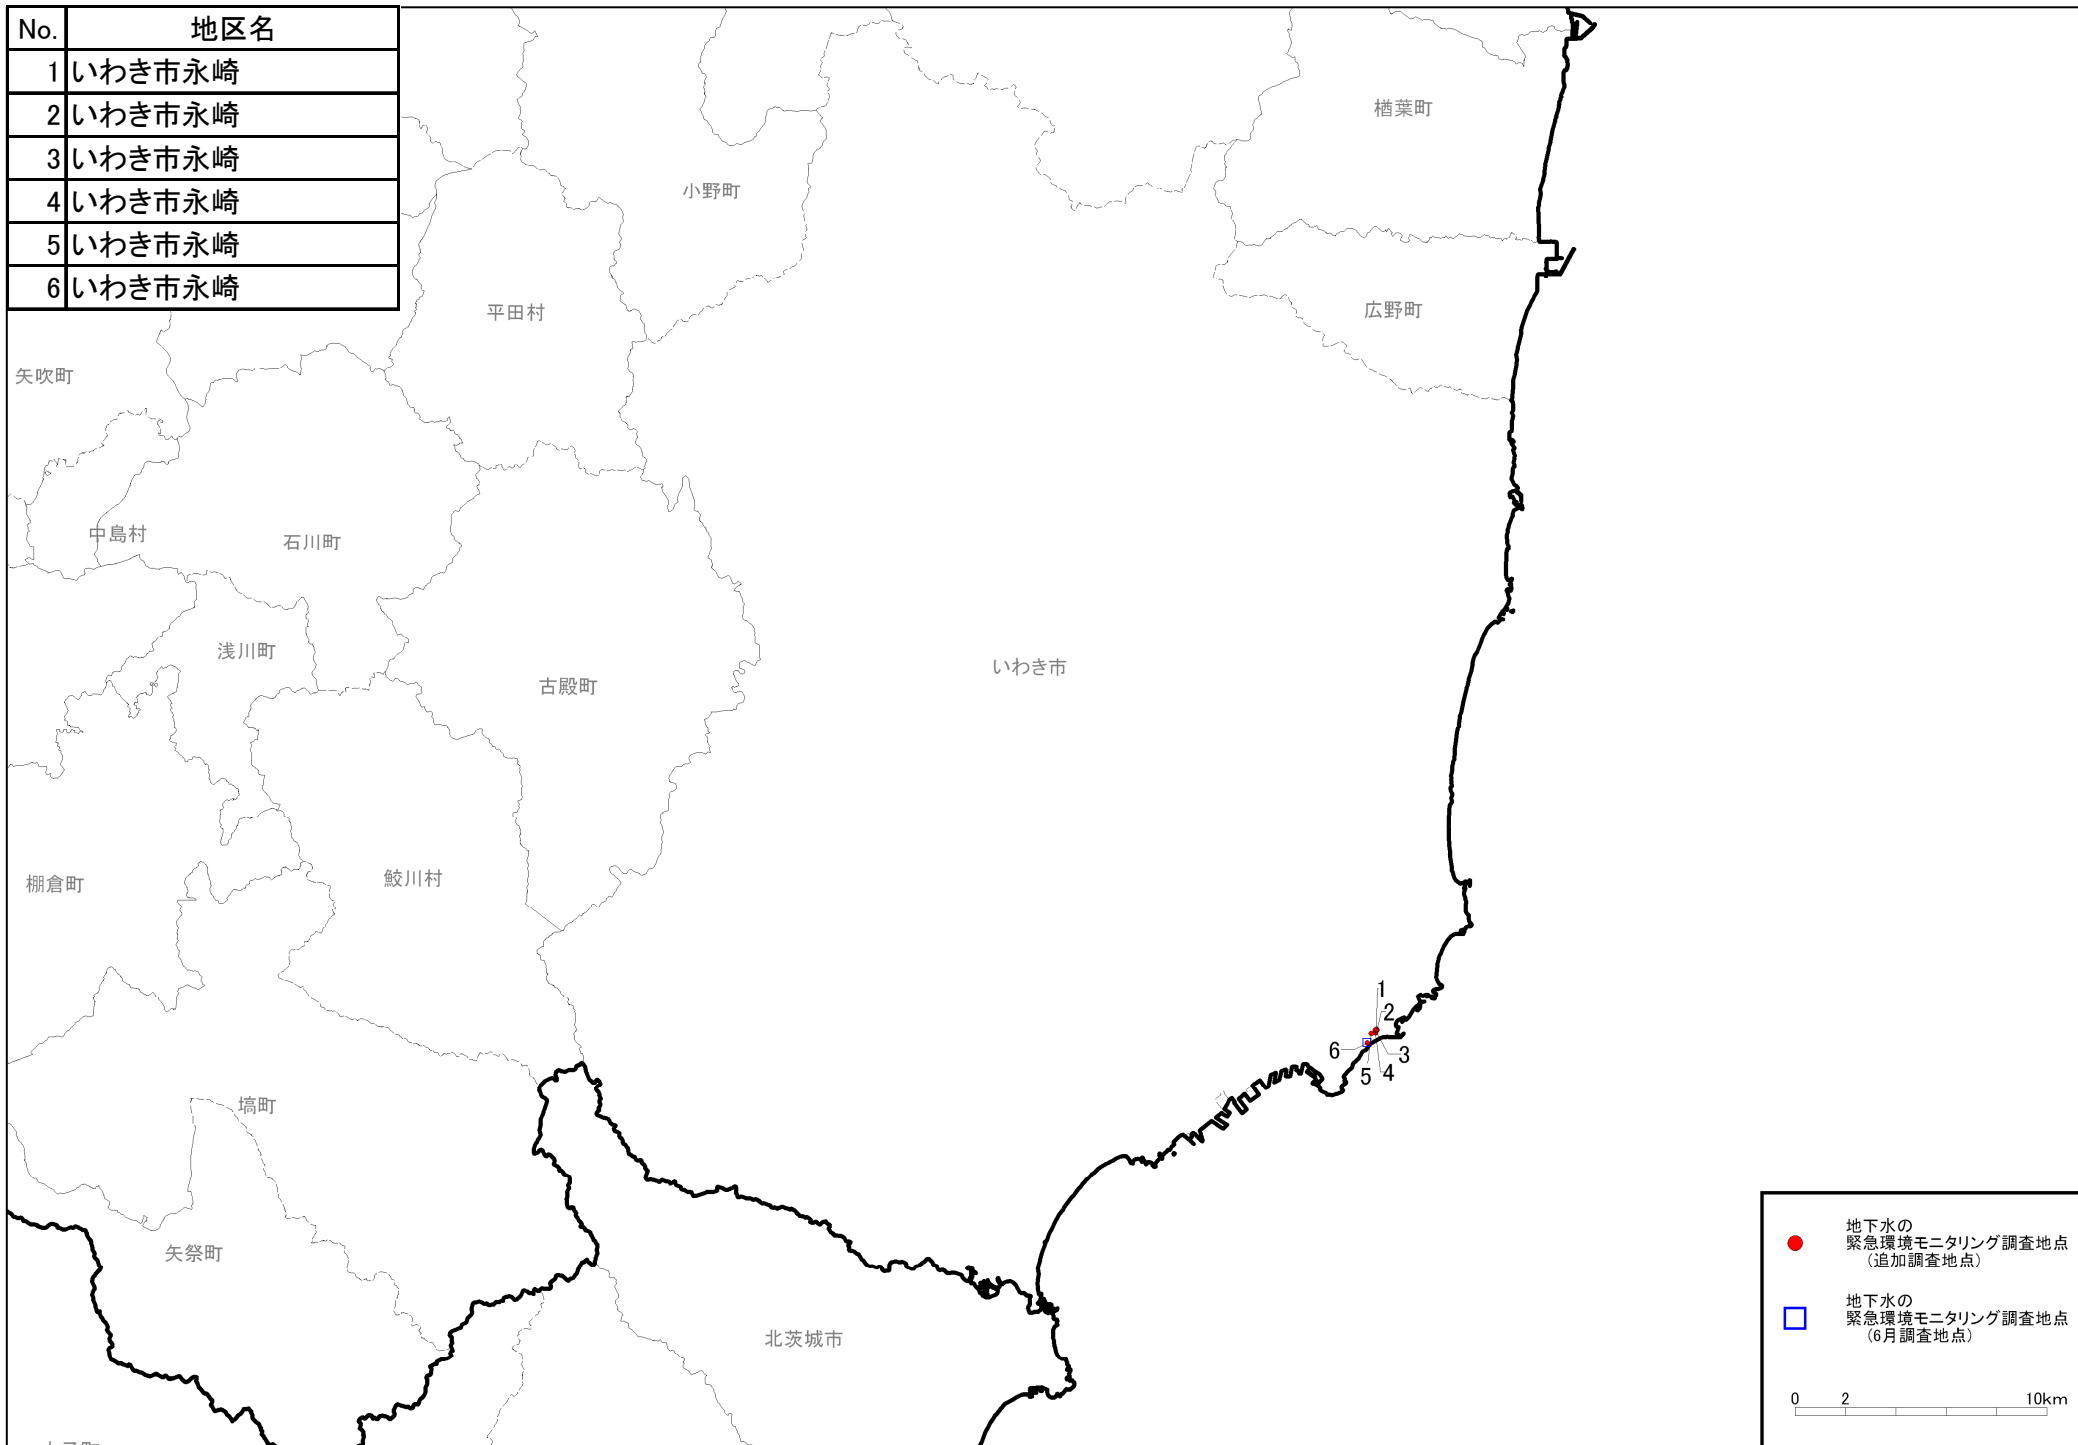 No. 地区名
1 いわき市永崎
2 いわき市永崎
3 いわき市永崎
4 いわき市永崎
5 いわき市永崎
6 いわき市永崎
楢葉町
小野町
広野町
平田村
矢吹町
中島村
石川町
浅川町
いわき市
古殿町
棚倉町
鮫川村
1
2
6
3
5
4
塙町
矢祭町
北茨城市
地下水の
緊急環境モニタリング調査地点
(追加調査地点)
地下水の
緊急環境モニタリング調査地点
(6月調査地点)
0 2 10km